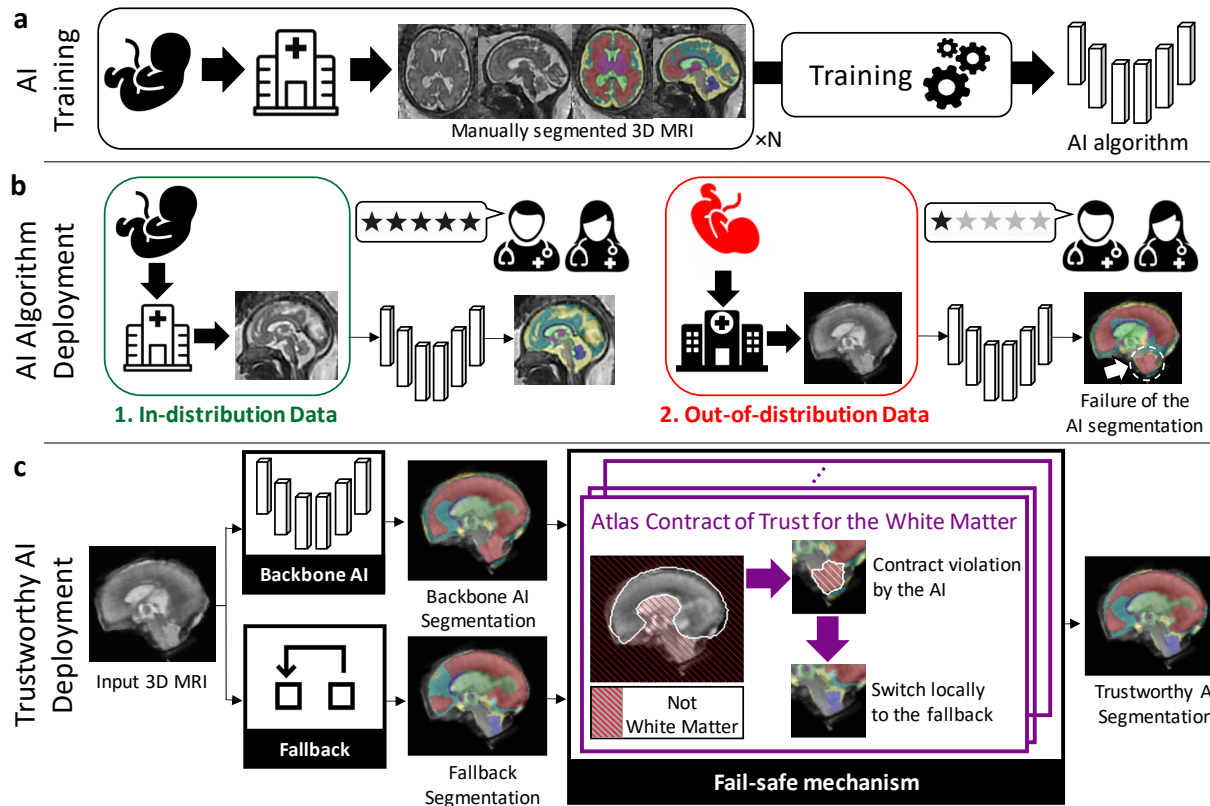 a
AI
Training
Manually segmented 3D MRI
×N
Training
AI algorithm
b
AI Algorithm
Deployment
1. In-distribution Data
2. Out-of-distribution Data
Failure of the
AI segmentation
c
Trustworthy AI
Deployment
Input 3D MRI
Backbone AI
Backbone AI
Segmentation
Fallback
Fallback
Segmentation
Atlas Contract of Trust for the White Matter
Contract violation
by the AI
Not
White Matter
Switch locally
to the fallback
Fail-safe mechanism
Trustworthy A
Segmentation